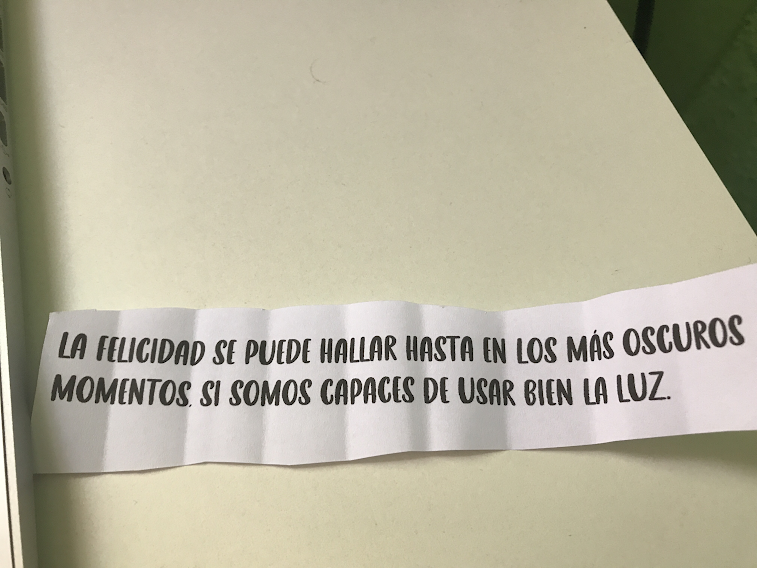 LA FELICIDAD SE PUEDE HALLAR HASTA EN LOS MÁS OSCUROS
MOMENTOS. SI SOMOS CAPACES DE USAR BIEN LA LUZ.